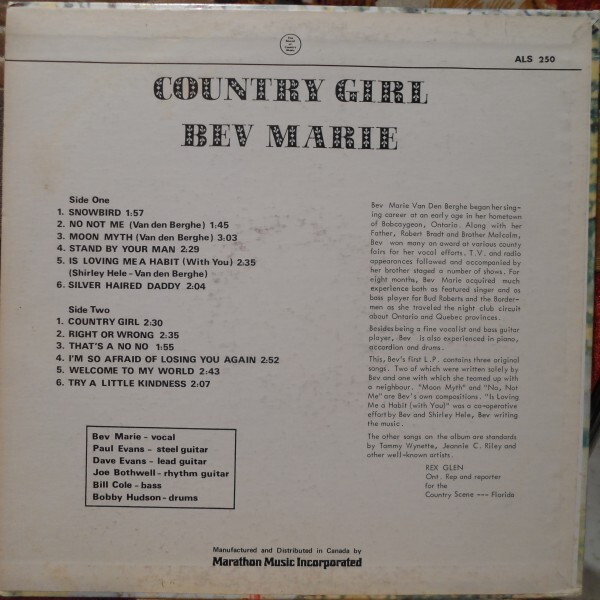 ALS 250
COUNTRY GIRL
BEV MARIE
Side One
1. SNOWBIRD 1:57
2. NO NOT ME (Van den Berghe) 1:45
3. MOON MYTH (Van den Berghe) 3:03
4. STAND BY YOUR MAN 2:29
5. IS LOVING ME A HABIT (With You) 2:35
(Shirley Hele - Van den Berghe)
6. SILVER HAIRED DADDY 2:04
Side Two
1. COUNTRY GIRL 2:30
2. RIGHT OR WRONG 2:35
3. THAT'S A NO NO 1:55
4. I'M SO AFRAID OF LOSING YOU AGAIN 2:52
5. WELCOME TO MY WORLD 2:43
6. TRY A LITTLE KINDNESS 2:07
Bev Marie - vocal
Paul Evans - steel guitar
Dave Evans - lead guitar
Joe Bothwell - rhythm guitar
Bill Cole - bass
Bobby Hudson - drums
Bev Marie Van Den Berghe began her sing-
ing career at an early age in her hometown
of Bobcaygeon, Ontario. Along with her
Father, Robert Brodt and Brother Malcolm,
Bev won many an award at various county
fairs for her vocal efforts. T.V. and radio
appearances followed and accompanied by
her brother staged a number of shows. For
eight months, Bev Marie acquired much
experience both as featured singer and as
bass player for Bud Roberts and the Border-
men as she traveled the night club circuit
about Ontario and Quebec provinces.
Besides being a fine vocalist and bass guitar
player, Bev is also experienced in piano,
accordion and drums.
This, Bev's first L.P. contains three original
songs. Two of which were written solely by
Bev and one with which she teamed up with
a neighbour. "Moon Myth" and "No, Not
Me" are Bev's own compositions. "Is Loving
Me a Habit (with You)" was a co-operative
effort by Bev and Shirley Hele, Bev writing
the music.
The other songs on the album are standards
by Tammy Wynette, Jeannie C. Riley and
other well-known artists.
REX GLEN
Ont. Rep and reporter
for the
Country Scene --- Florida
Manufactured and Distributed in Canada by
Marathon Music Incorporated